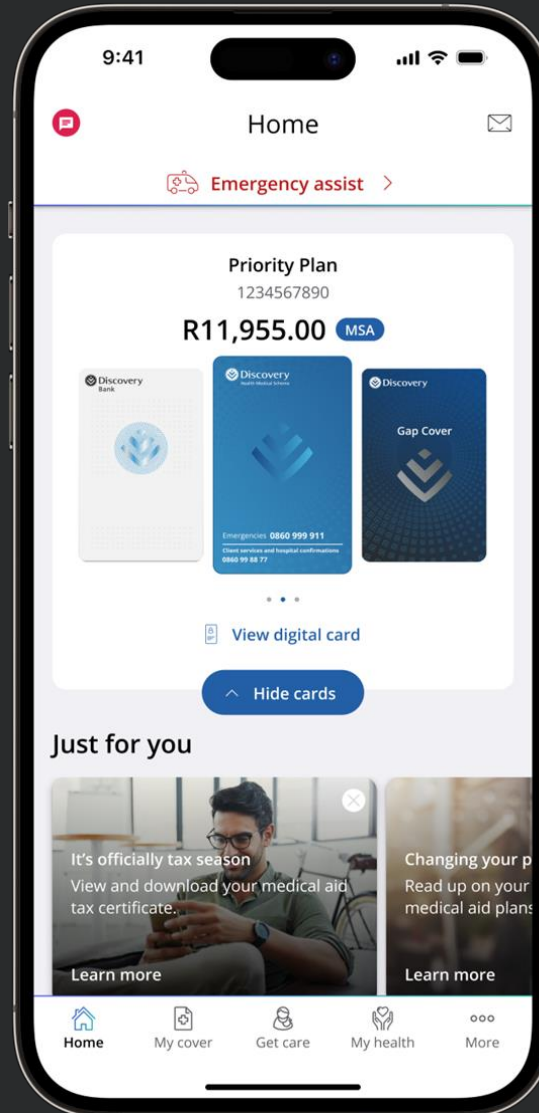 9:41
Home
Emergency assist
Priority Plan
1234567890
R11,955.00 MSA
Discovery
Bank
Discovery
Health Medical Scheme
Emergencies 0860 999 911
Client services and hospital confirmations
0860 99 88 77
Discovery
Gap Cover
View digital card
Hide cards
Just for you
It's officially tax season
View and download your medical aid
tax certificate.
Learn more
Changing your p
Read up on your
medical aid plans
Learn more
Home
My cover
Get care
My health
More